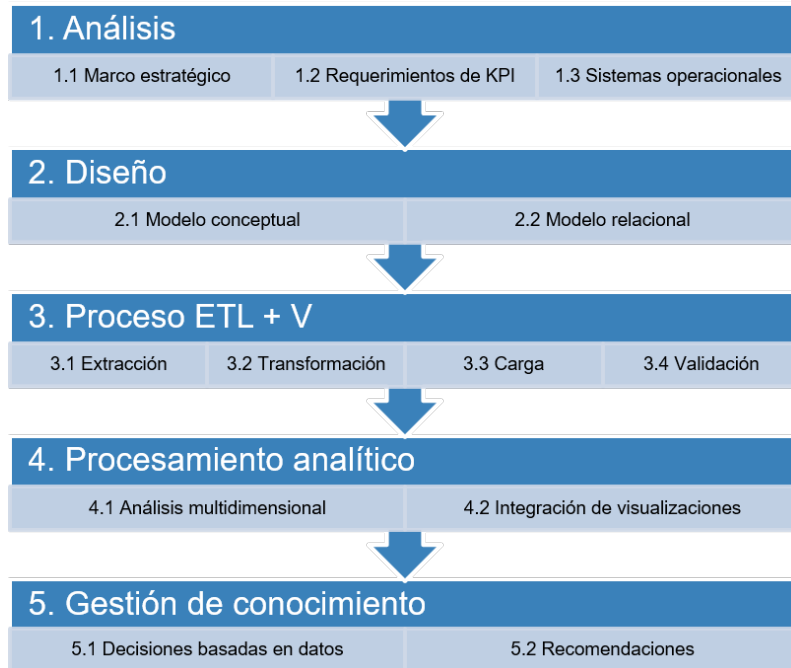 1. Análisis
1.1 Marco estratégico
1.2 Requerimientos de KPI
1.3 Sistemas operacionales
2. Diseño
2.1 Modelo conceptual
2.2 Modelo relacional
3. Proceso ETL + V
3.1 Extracción
3.2 Transformación
3.3 Carga
3.4 Validación
4. Procesamiento analítico
4.1 Análisis multidimensional
4.2 Integración de visualizaciones
5. Gestión de conocimiento
5.1 Decisiones basadas en datos
5.2 Recomendaciones